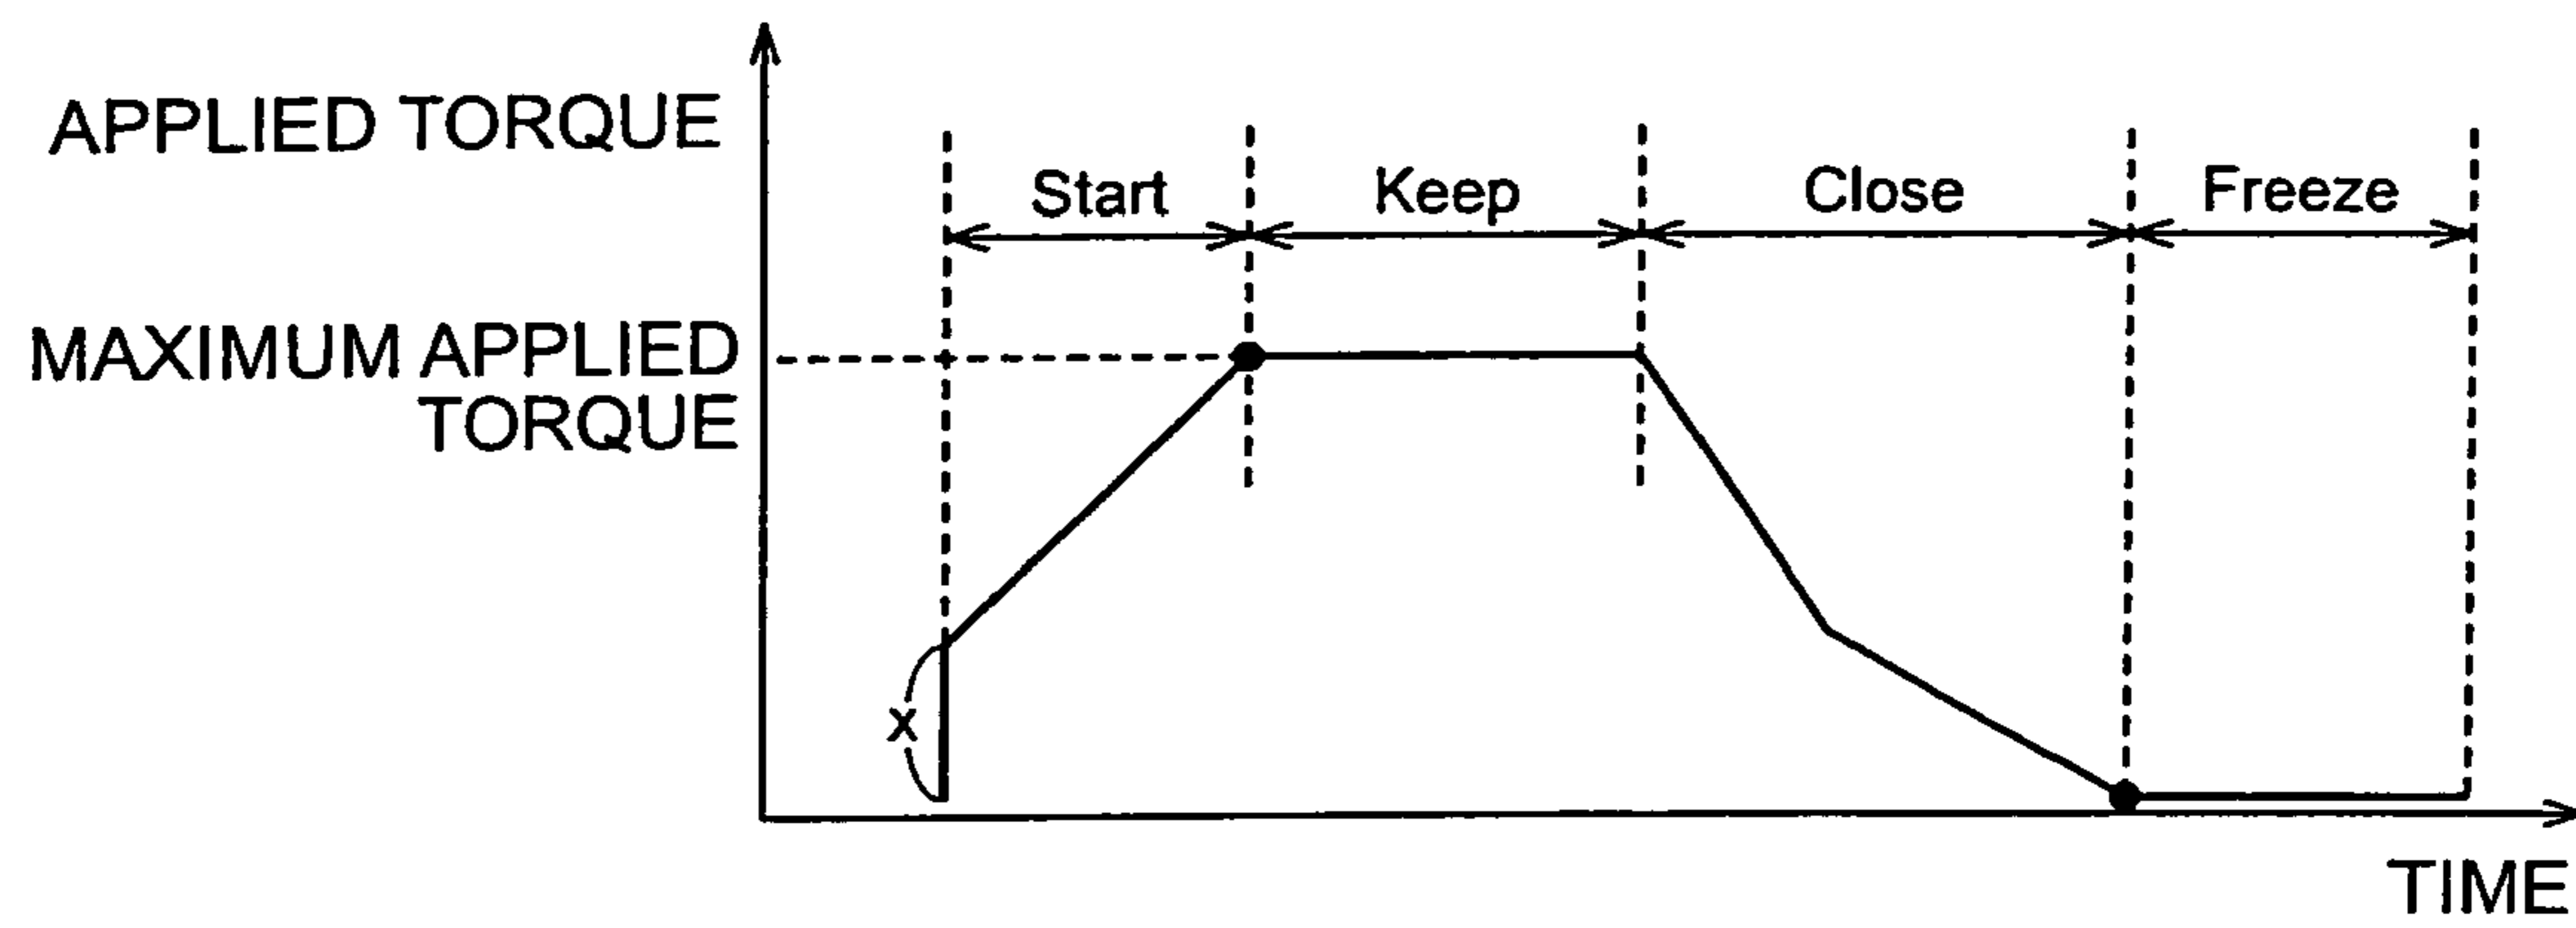 APPLIED TORQUE
Start
Keep
Close
Freeze
MAXIMUM APPLIED
TORQUE
x
TIME